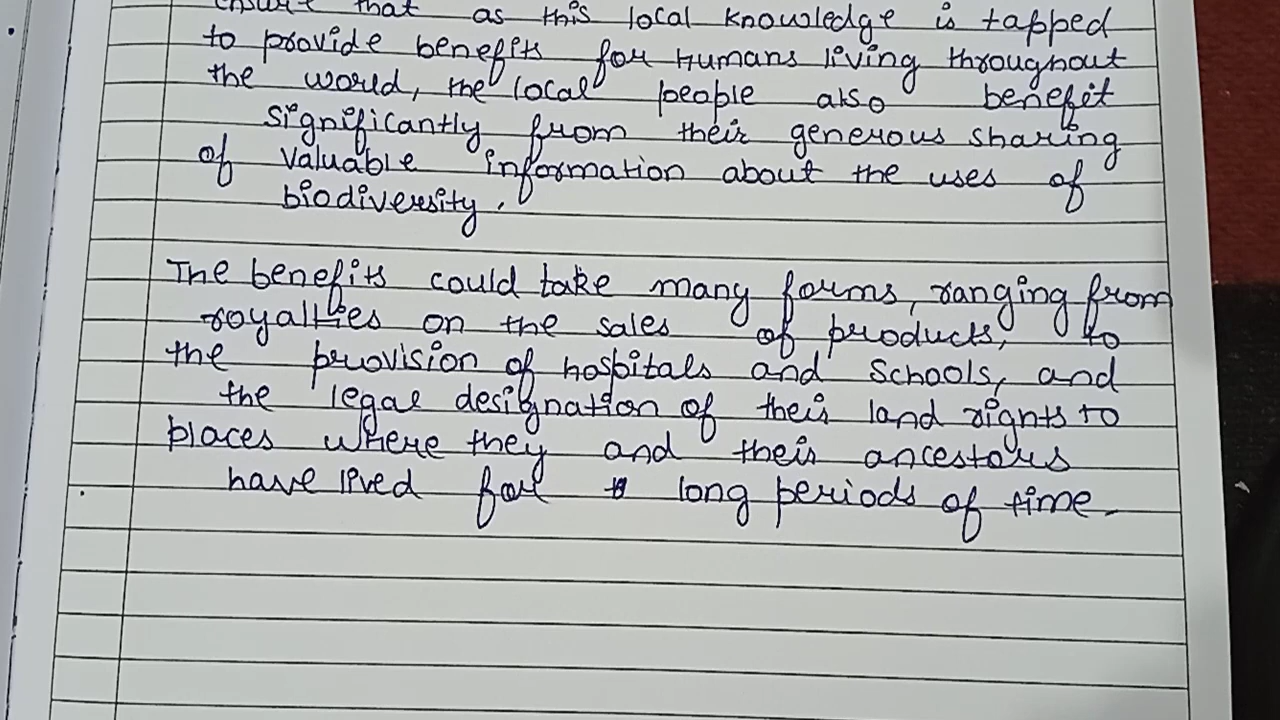 ensure that as this local knowledge is tapped
to provide benefits for Humans living throughout
the world, the local people also benefit
significantly from their generous sharing
of valuable information about the uses of
biodiversity.
The benefits could take many forms, ranging from
royalties on the sales of products, to
the provision of hospitals and Schools, and
the legal designation of their land rights to
places where they and their ancestors
have lived for long periods of time.